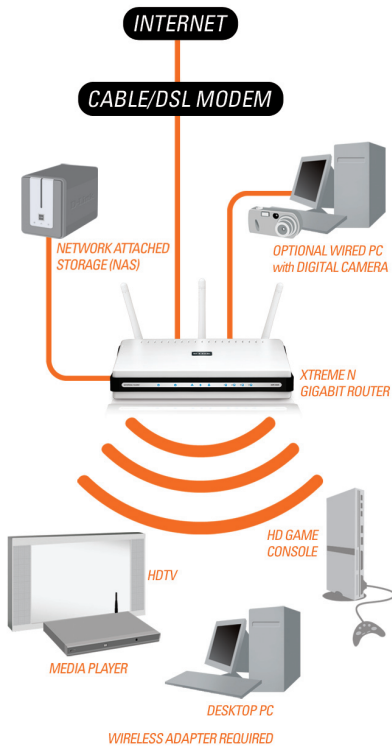 INTERNET
CABLE/DSL MODEM
NETWORK ATTACHED
STORAGE (NAS)
OPTIONAL WIRED PC
with DIGITAL CAMERA
XTREME N
GIGABIT ROUTER
HD GAME
CONSOLE
HDTV
MEDIA PLAYER
DESKTOP PC
WIRELESS ADAPTER REQUIRED